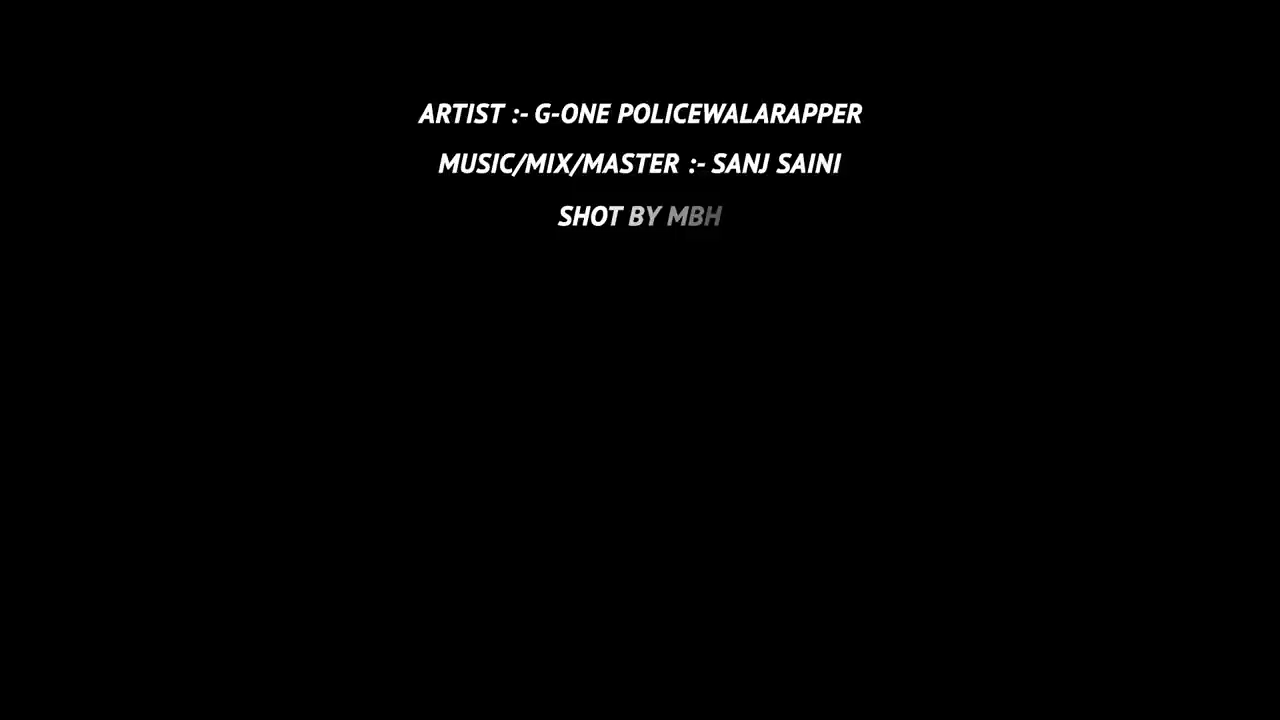 ARTIST :- G-ONE POLICEWALARAPPER
MUSIC/MIX/MASTER :- SANJ SAINI
SHOT BY MBH